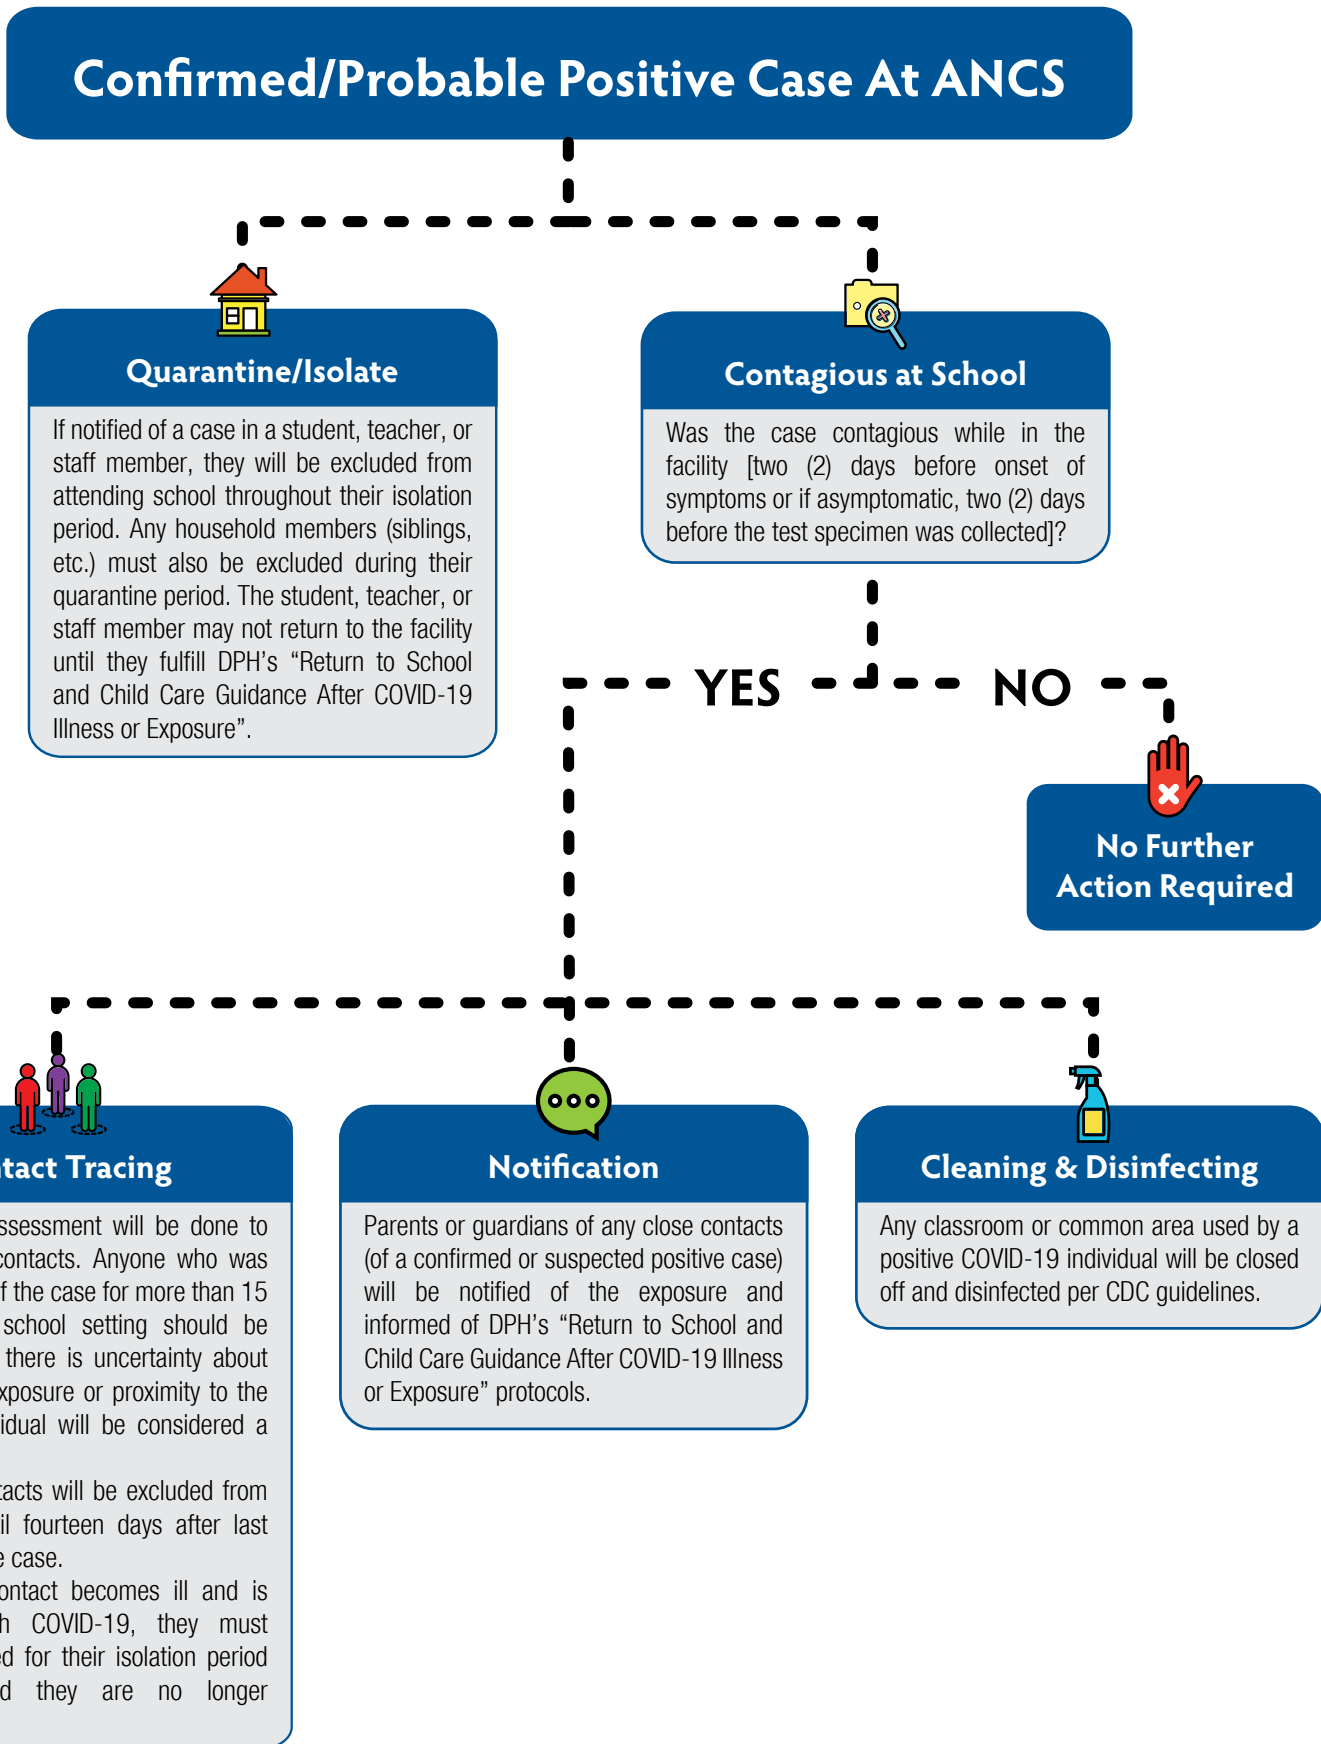 Confirmed/Probable Positive Case At ANCS
Quarantine/Isolate
If notified of a case in a student, teacher, or
staff member, they will be excluded from
attending school throughout their isolation
period. Any household members (siblings,
etc.) must also be excluded during their
quarantine period. The student, teacher, or
staff member may not return to the facility
until they fulfill DPH’s “Return to School
and Child Care Guidance After COVID-19
Illness or Exposure”.
Contagious at School
Was the case contagious while in the
facility [two (2) days before onset of
symptoms or if asymptomatic, two (2) days
before the test specimen was collected]?
YES
NO
No Further
Action Required
Tracing
will be done to
contacts. Anyone who was
the case for more than 15
school setting should be
there is uncertainty about
or proximity to the
will be considered a
will be excluded from
fourteen days after last
case.
becomes ill and is
COVID-19, they must
for their isolation period
they are no longer
Notification
Parents or guardians of any close contacts
(of a confirmed or suspected positive case)
will be notified of the exposure and
informed of DPH’s “Return to School and
Child Care Guidance After COVID-19 Illness
or Exposure” protocols.
Cleaning & Disinfecting
Any classroom or common area used by a
positive COVID-19 individual will be closed
off and disinfected per CDC guidelines.